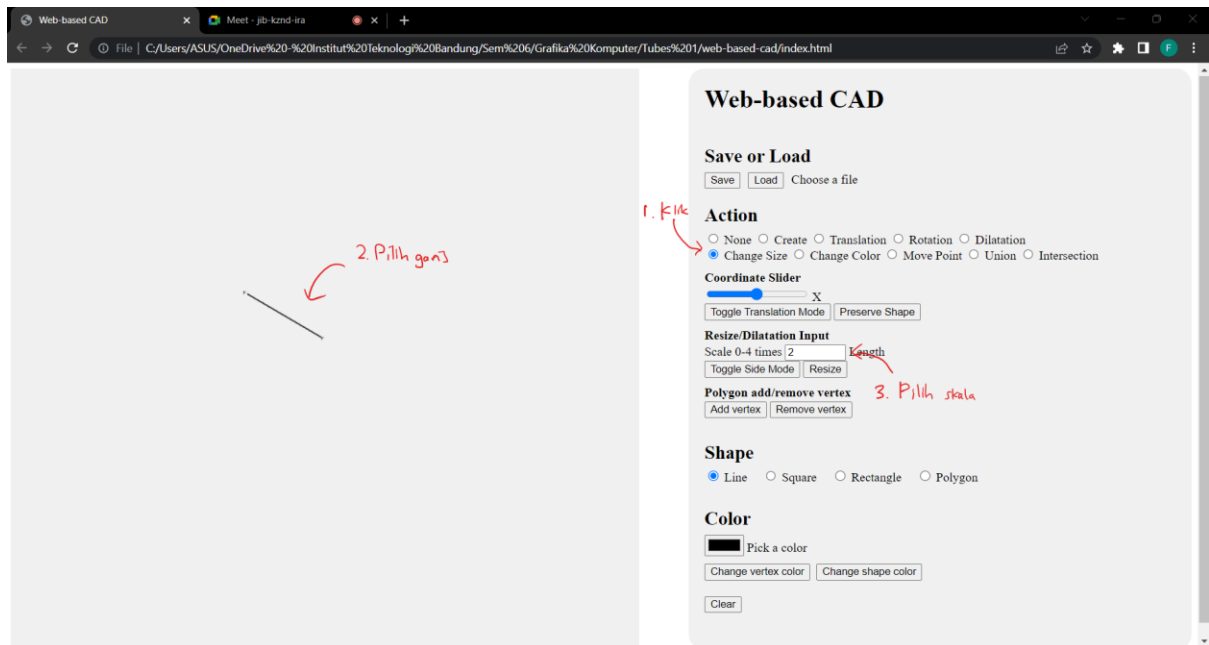 Web-based CAD
Meet - jib-kznd-ira
File | C:/Users/ASUS/OneDrive%20-%20Institut%20Teknologi%20Bandung/Sem%206/Grafika%20Komputer/Tubes%201/web-based-cad/index.html
F
Web-based CAD
Save or Load
Save Load Choose a file
1. Klik
Action
None Create Translation Rotation Dilatation
Change Size Change Color Move Point Union Intersection
2. Pilih garis
Coordinate Slider
X
Toggle Translation Mode Preserve Shape
Resize/Dilatation Input
Scale 0-4 times 2 Length
Toggle Side Mode Resize
3. Pilih skala
Polygon add/remove vertex
Add vertex Remove vertex
Shape
Line Square Rectangle Polygon
Color
Pick a color
Change vertex color Change shape color
Clear